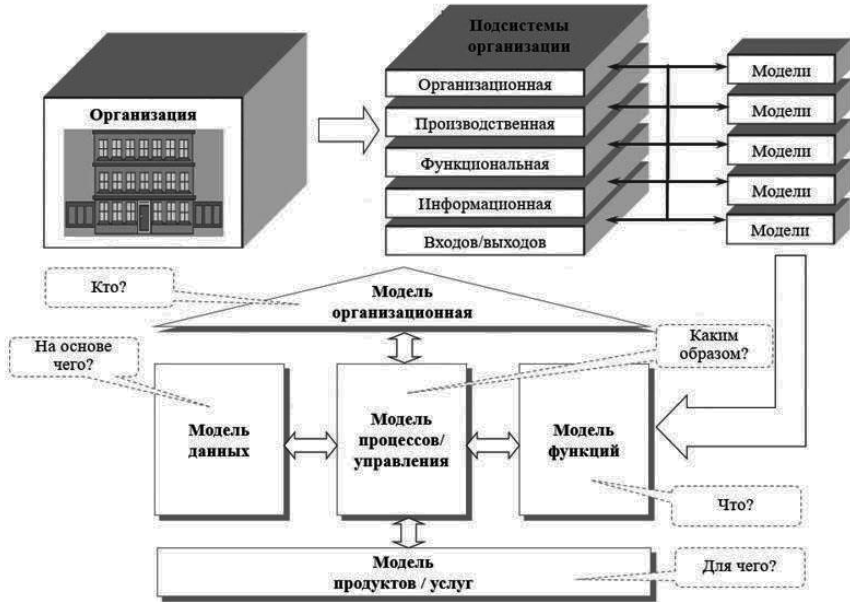 Подсистемы
организации
Организация
Организационная
Производственная
Функциональная
Информационная
Входов/выходов
Модели
Модели
Модели
Модели
Модели
Кто?
Модель
организационная
На основе
чего?
Каким
образом?
Модель
данных
Модель
процессов/
управления
Модель
функций
Что?
Модель
продуктов / услуг
Для чего?